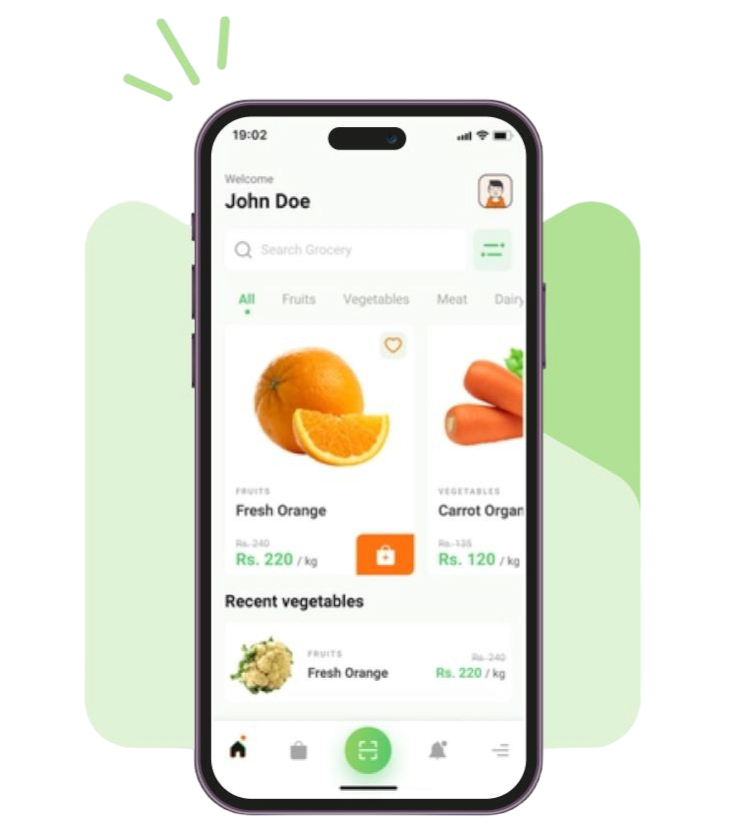 19:02
Welcome
John Doe
Search Grocery
All Fruits Vegetables Meat Dairy
FRUITS
Fresh Orange
Rs. 240
Rs. 220 / kg
VEGETABLES
Carrot Organ
Rs. 135
Rs. 120 / kg
Recent vegetables
FRUITS
Fresh Orange
Rs. 240
Rs. 220 / kg